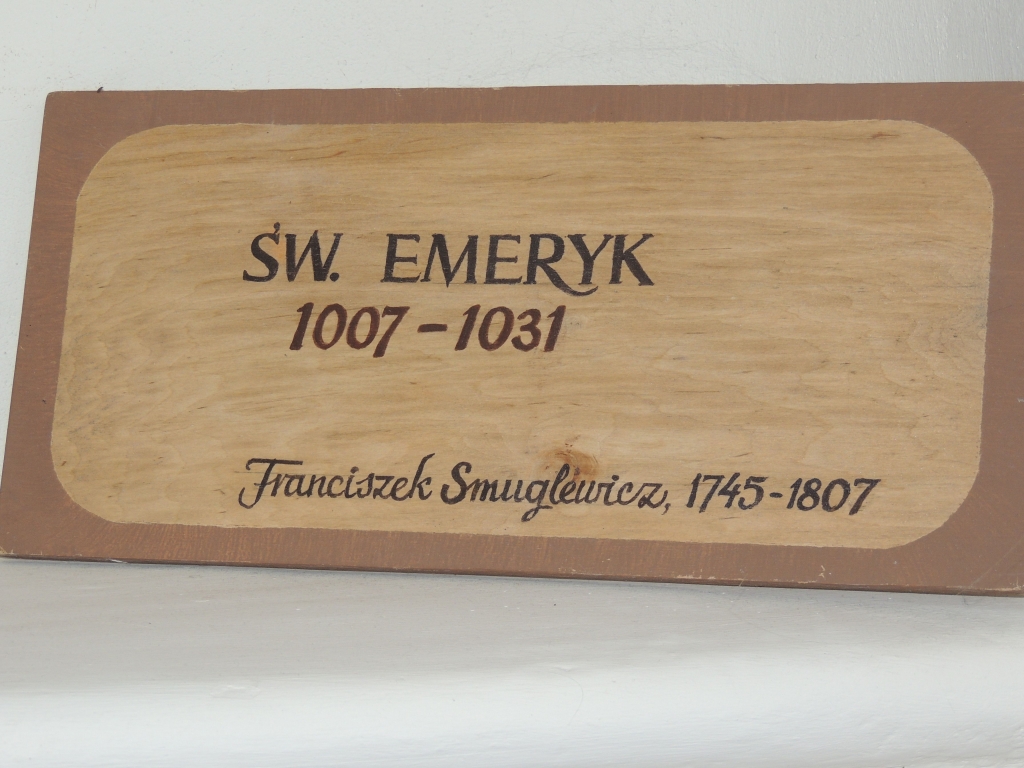 ŚW. EMERYK
1007 - 1031
Franciszek Smuglewicz, 1745-1807